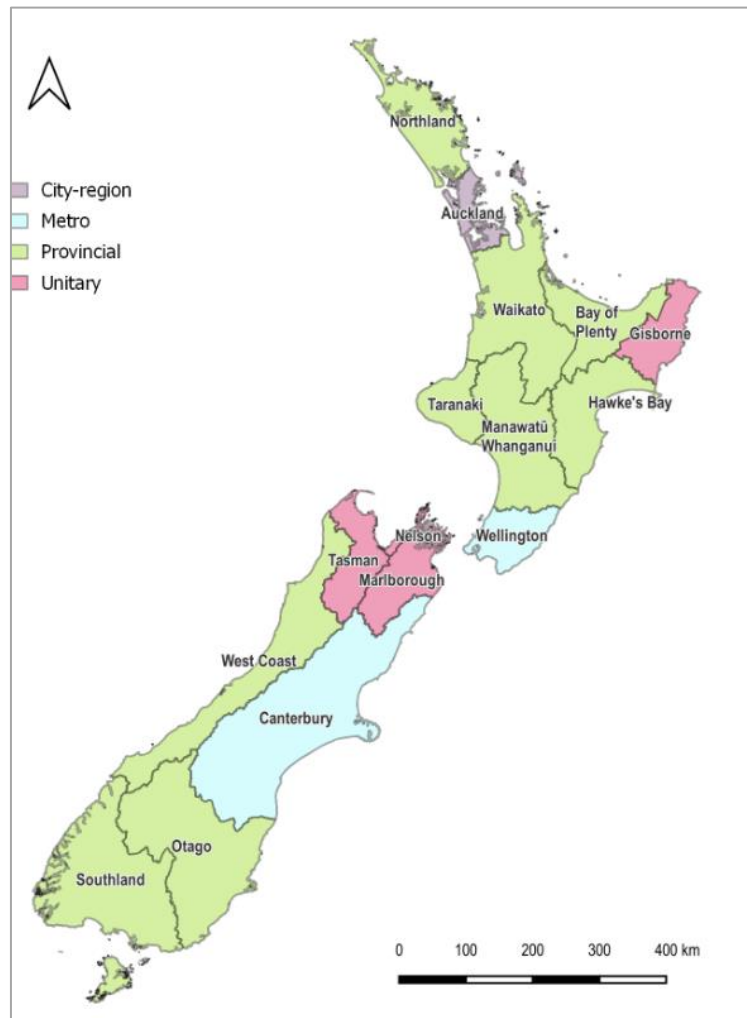 City-region
Metro
Provincial
Unitary
Northland
Auckland
Waikato
Bay of
Plenty
Gisborne
Taranaki
Manawatū
Whanganui
Hawke's Bay
Wellington
Nelson
Tasman
Marlborough
West Coast
Canterbury
Otago
Southland
0 100 200 300 400 km